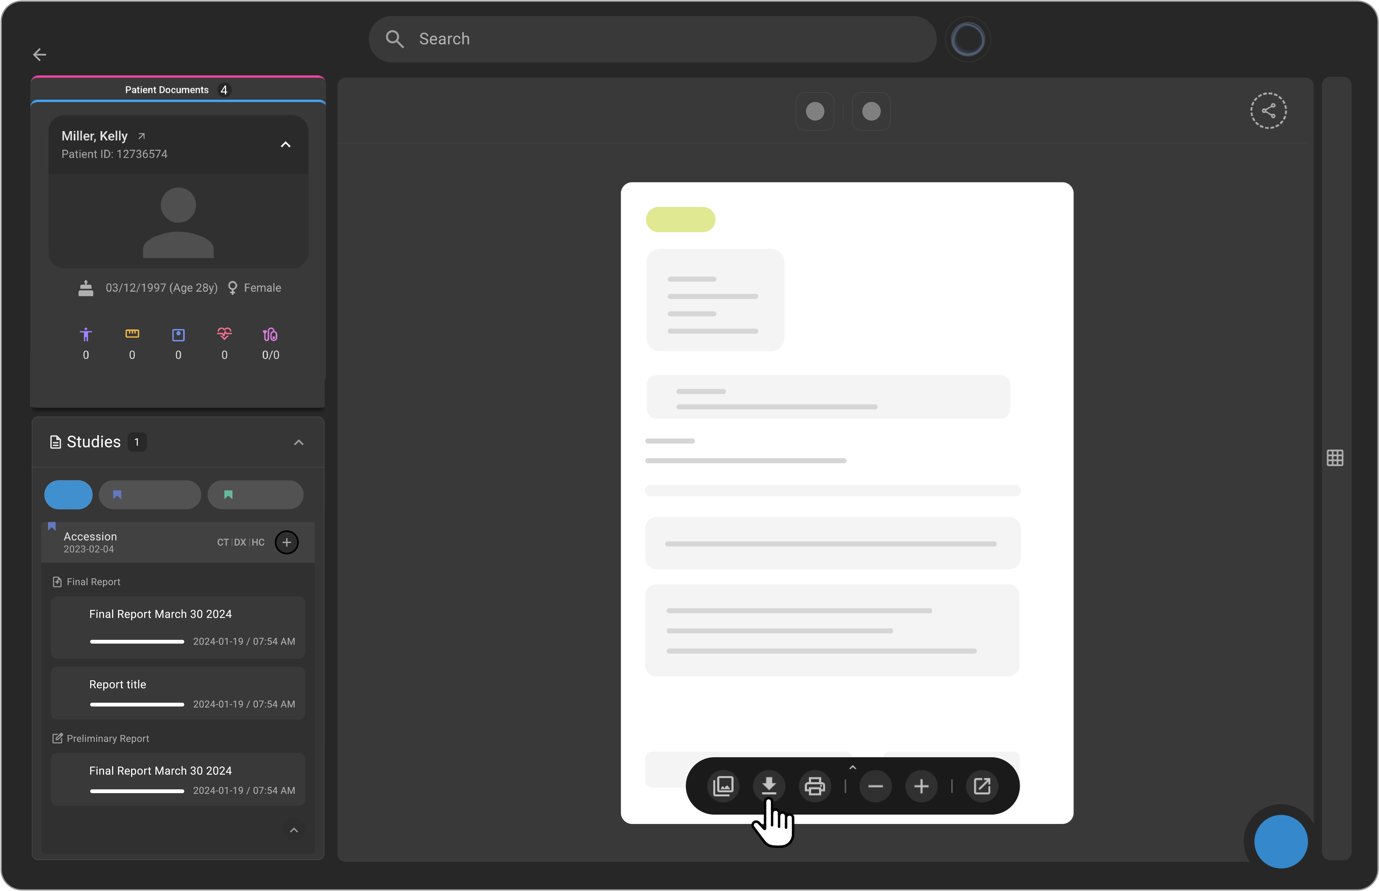 Search
Patient Documents 4
Miller, Kelly
Patient ID: 12736574
03/12/1997 (Age 28y) Female
0 0 0 0 0/0
Studies 1
Accession
2023-02-04
CT DX HC
Final Report
Final Report March 30 2024
2024-01-19 / 07:54 AM
Report title
2024-01-19 / 07:54 AM
Preliminary Report
Final Report March 30 2024
2024-01-19 / 07:54 AM